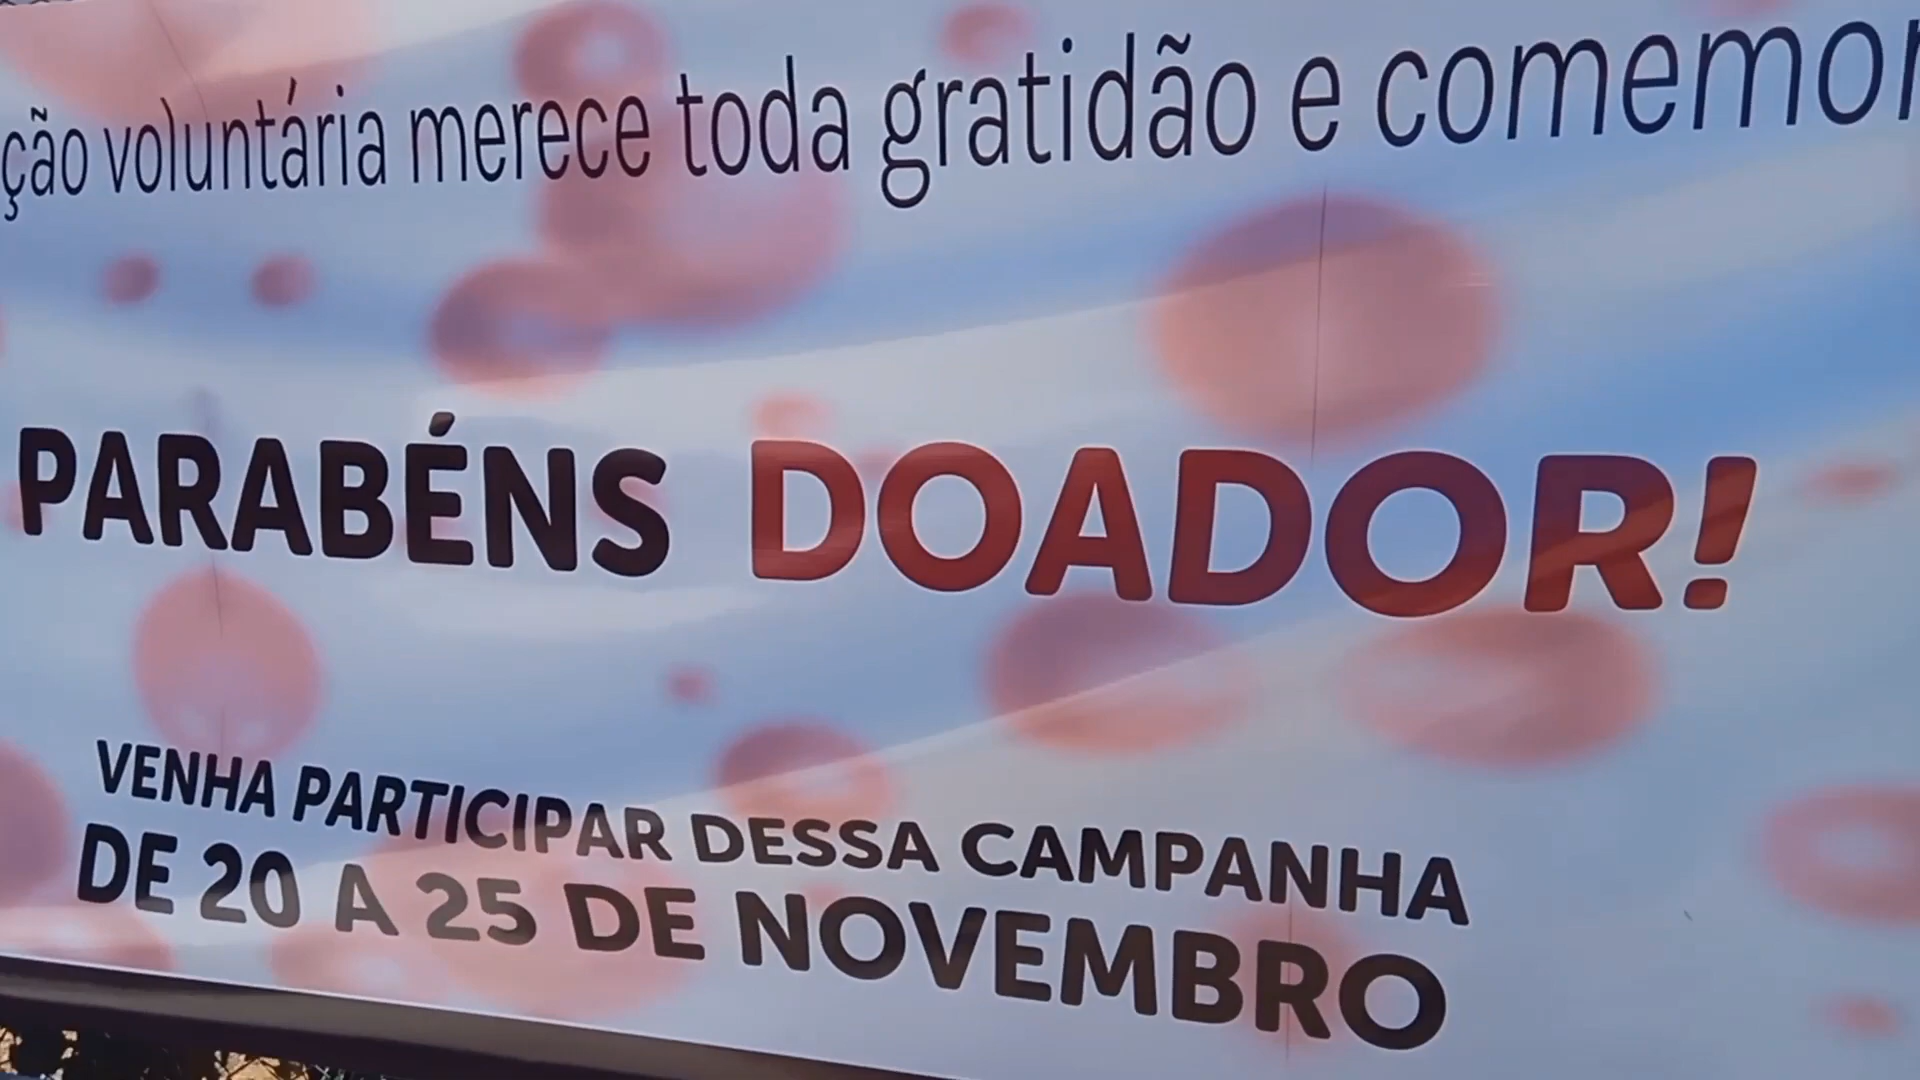 ção voluntária merece toda gratidão e comemor
PARABÉNS DOADOR!
VENHA PARTICIPAR DESSA CAMPANHA
DE 20 A 25 DE NOVEMBRO